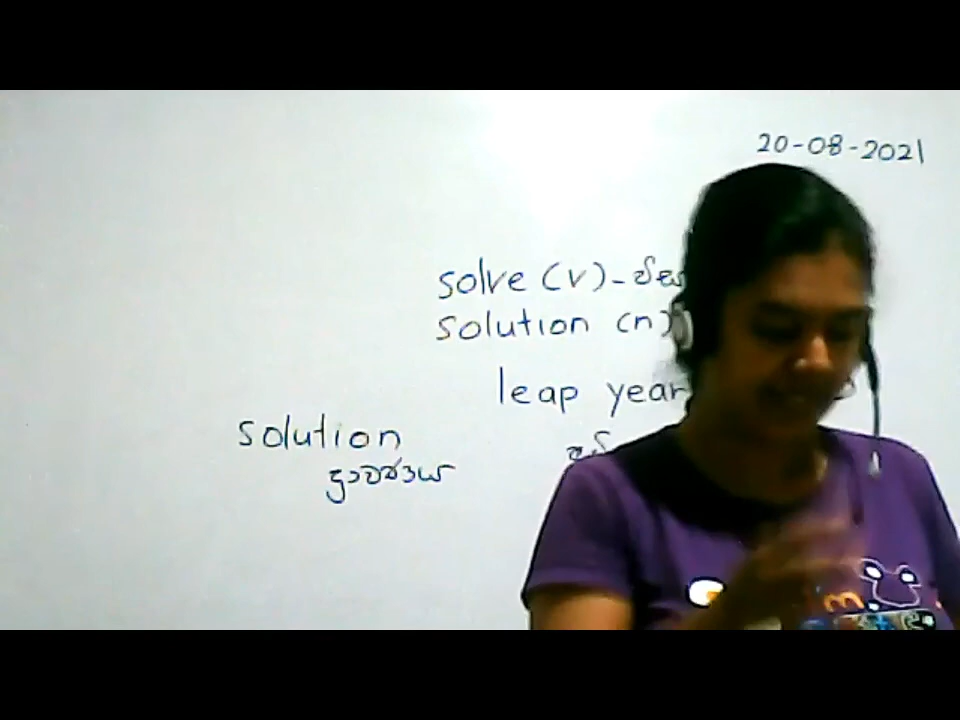 20-08-2021
solve (v) - විස
solution (n)
leap year
solution
ද්‍රාවණය